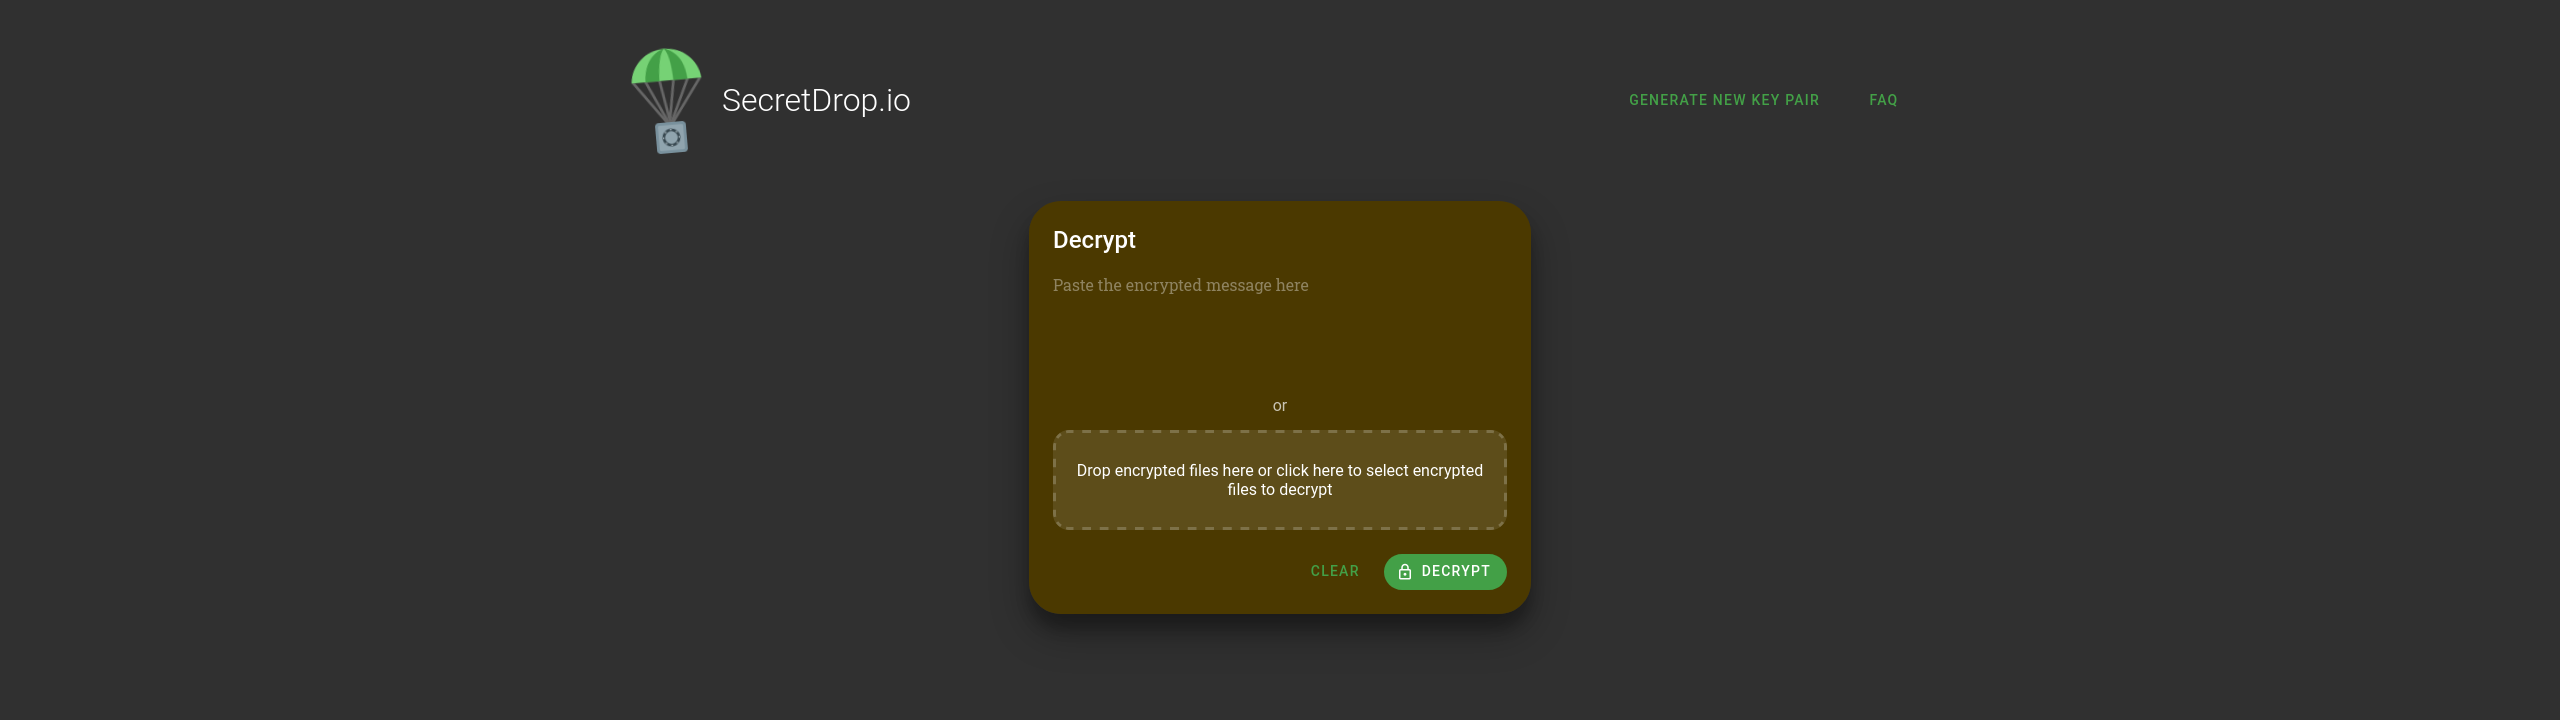 SecretDrop.io
GENERATE NEW KEY PAIR
FAQ
Decrypt
Paste the encrypted message here
or
Drop encrypted files here or click here to select encrypted
files to decrypt
CLEAR
DECRYPT